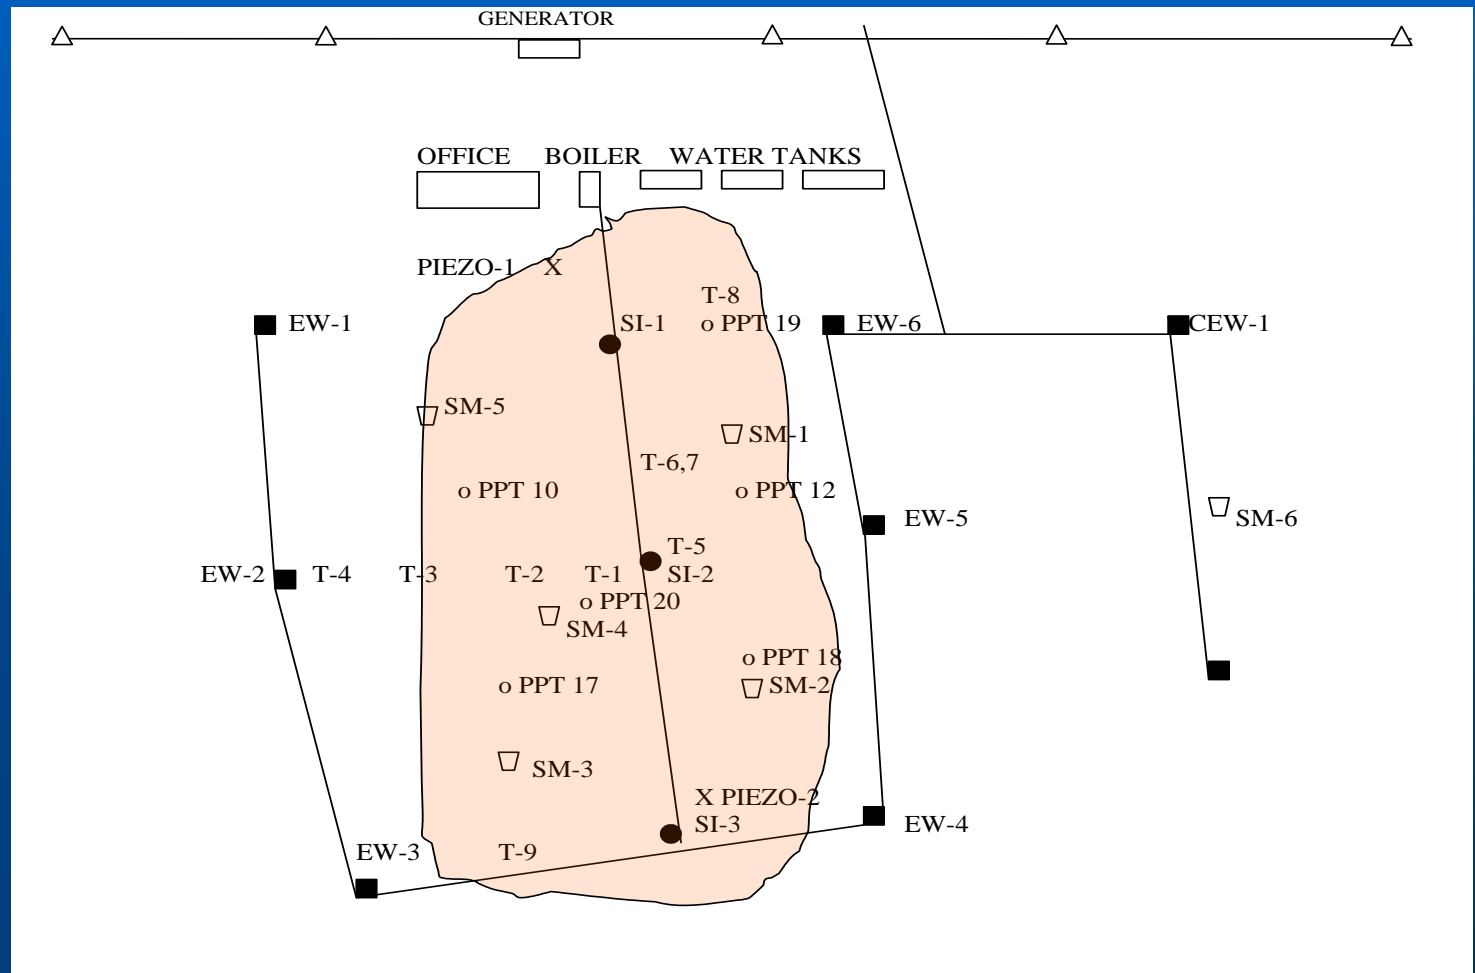 GENERATOR
OFFICE BOILER WATER TANKS
PIEZO-1 X
T-8
EW-1 SI-1 o PPT 19 EW-6 CEW-1
SM-5 SM-1
T-6,7
o PPT 10 o PPT 12
EW-5 SM-6
T-5
EW-2 T-4 T-3 T-2 T-1 SI-2
o PPT 20
SM-4
o PPT 18
o PPT 17 SM-2
SM-3
X PIEZO-2
SI-3 EW-4
EW-3 T-9